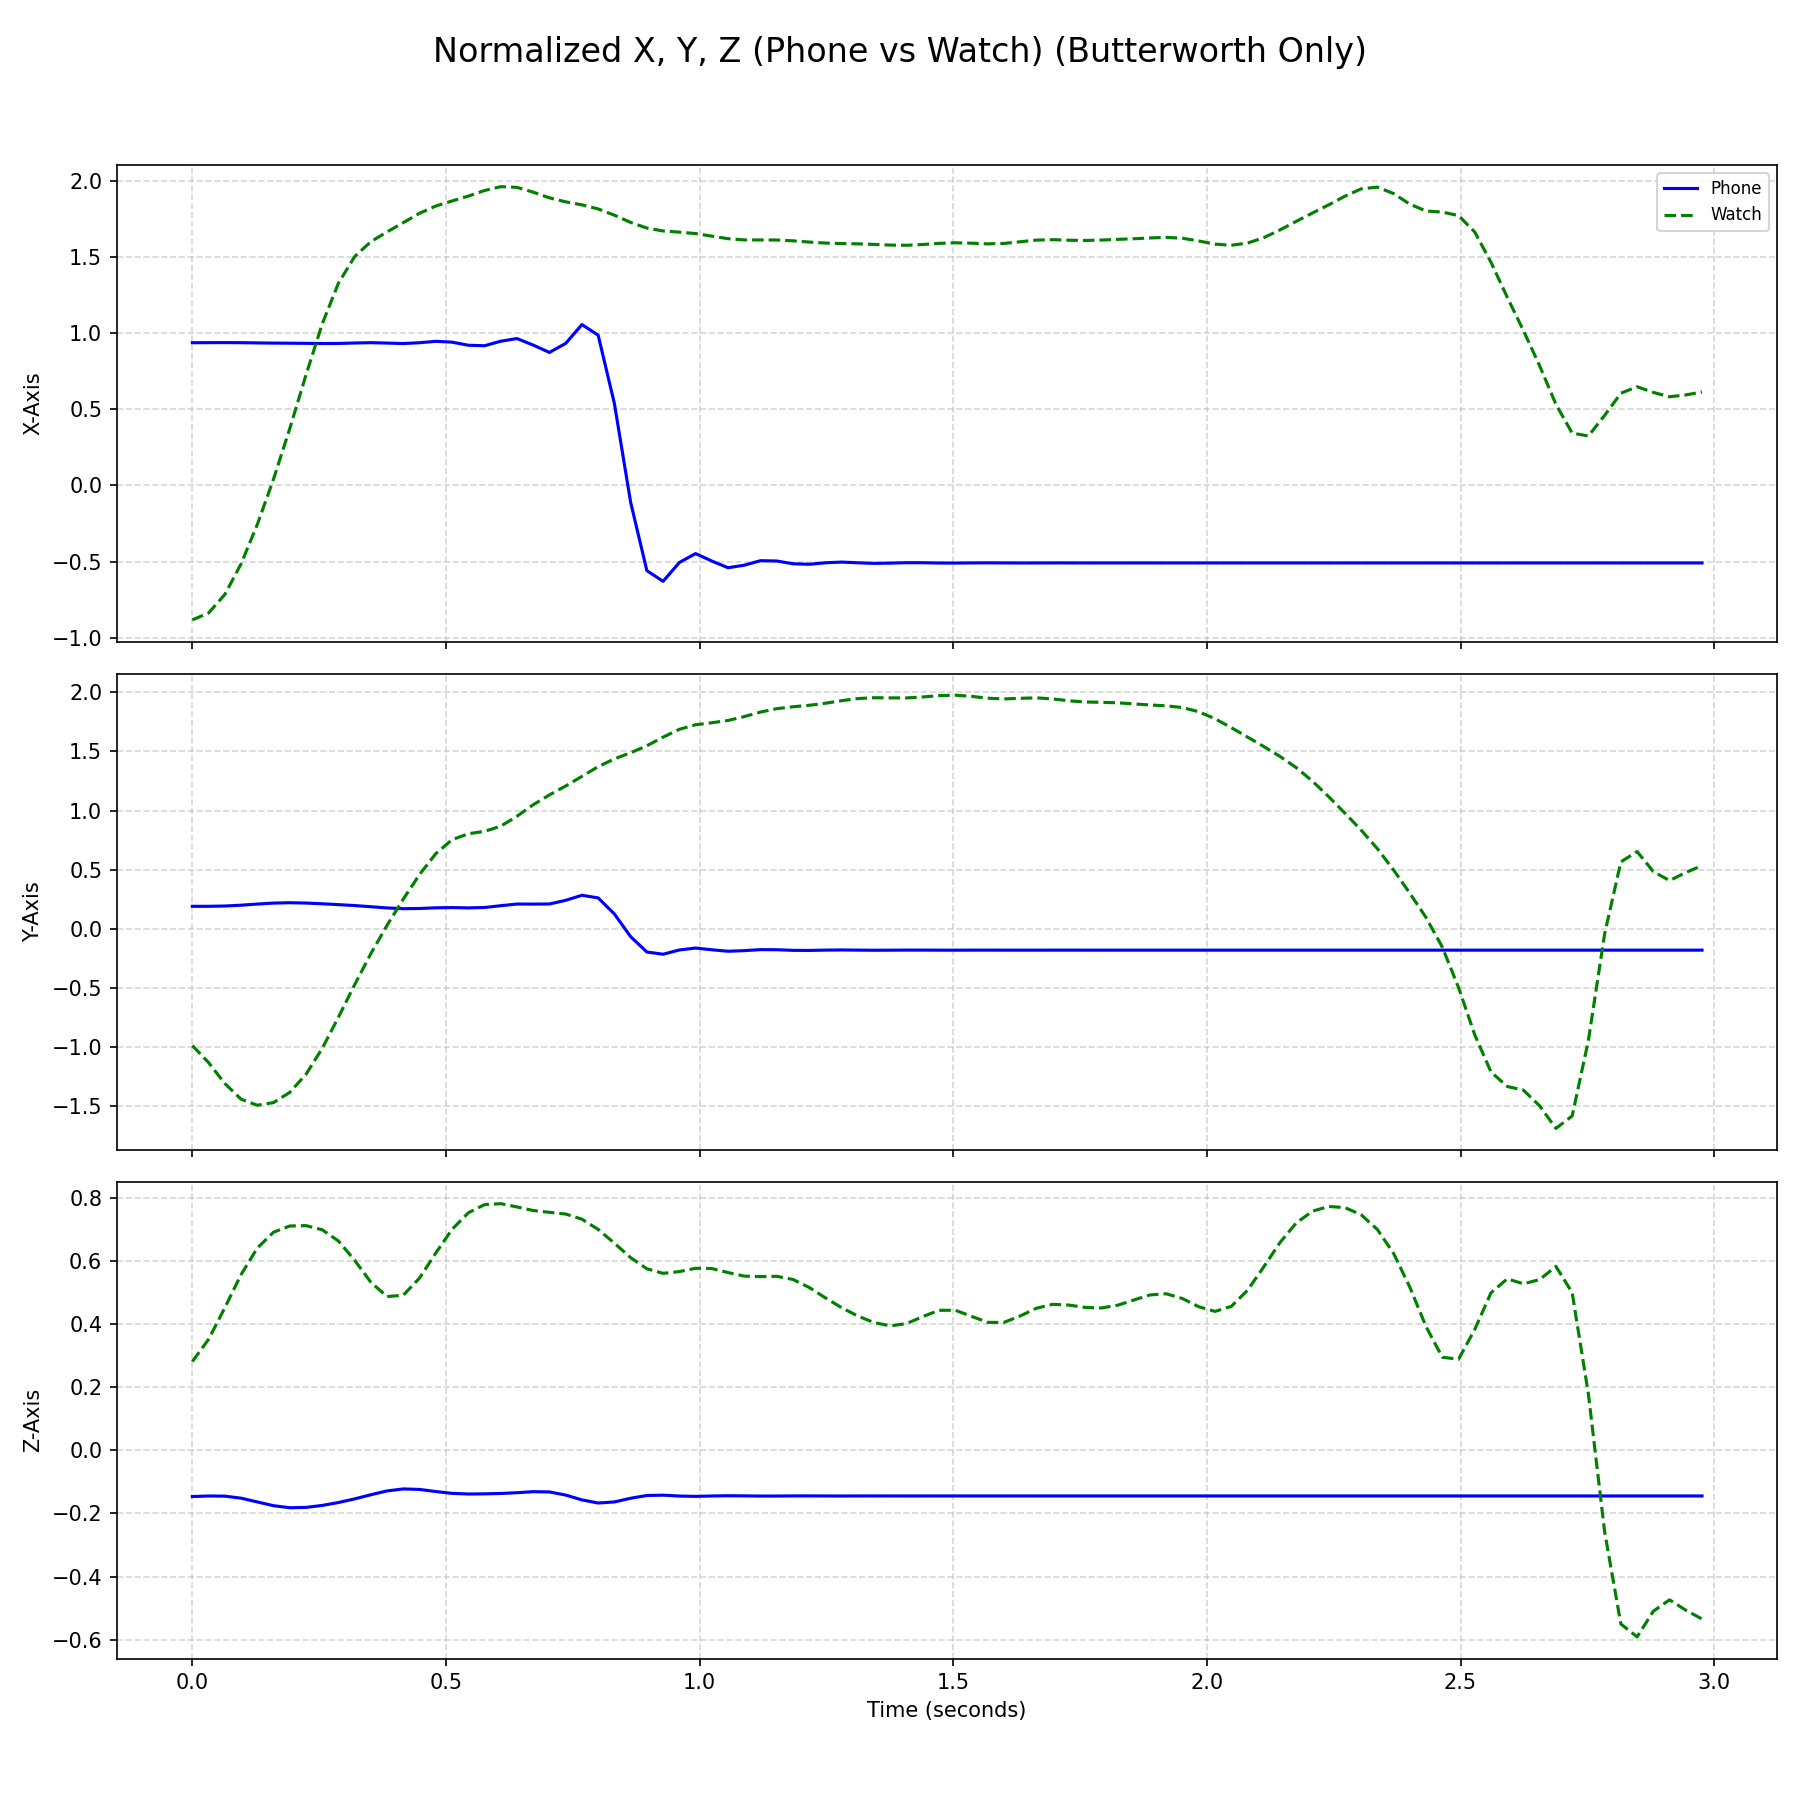 Normalized X, Y, Z (Phone vs Watch) (Butterworth Only)
Phone
Watch
2.0
1.5
1.0
0.5
0.0
−0.5
−1.0
X-Axis
2.0
1.5
1.0
0.5
0.0
−0.5
−1.0
−1.5
Y-Axis
0.8
0.6
0.4
0.2
0.0
−0.2
−0.4
−0.6
Z-Axis
0.0 0.5 1.0 1.5 2.0 2.5 3.0
Time (seconds)